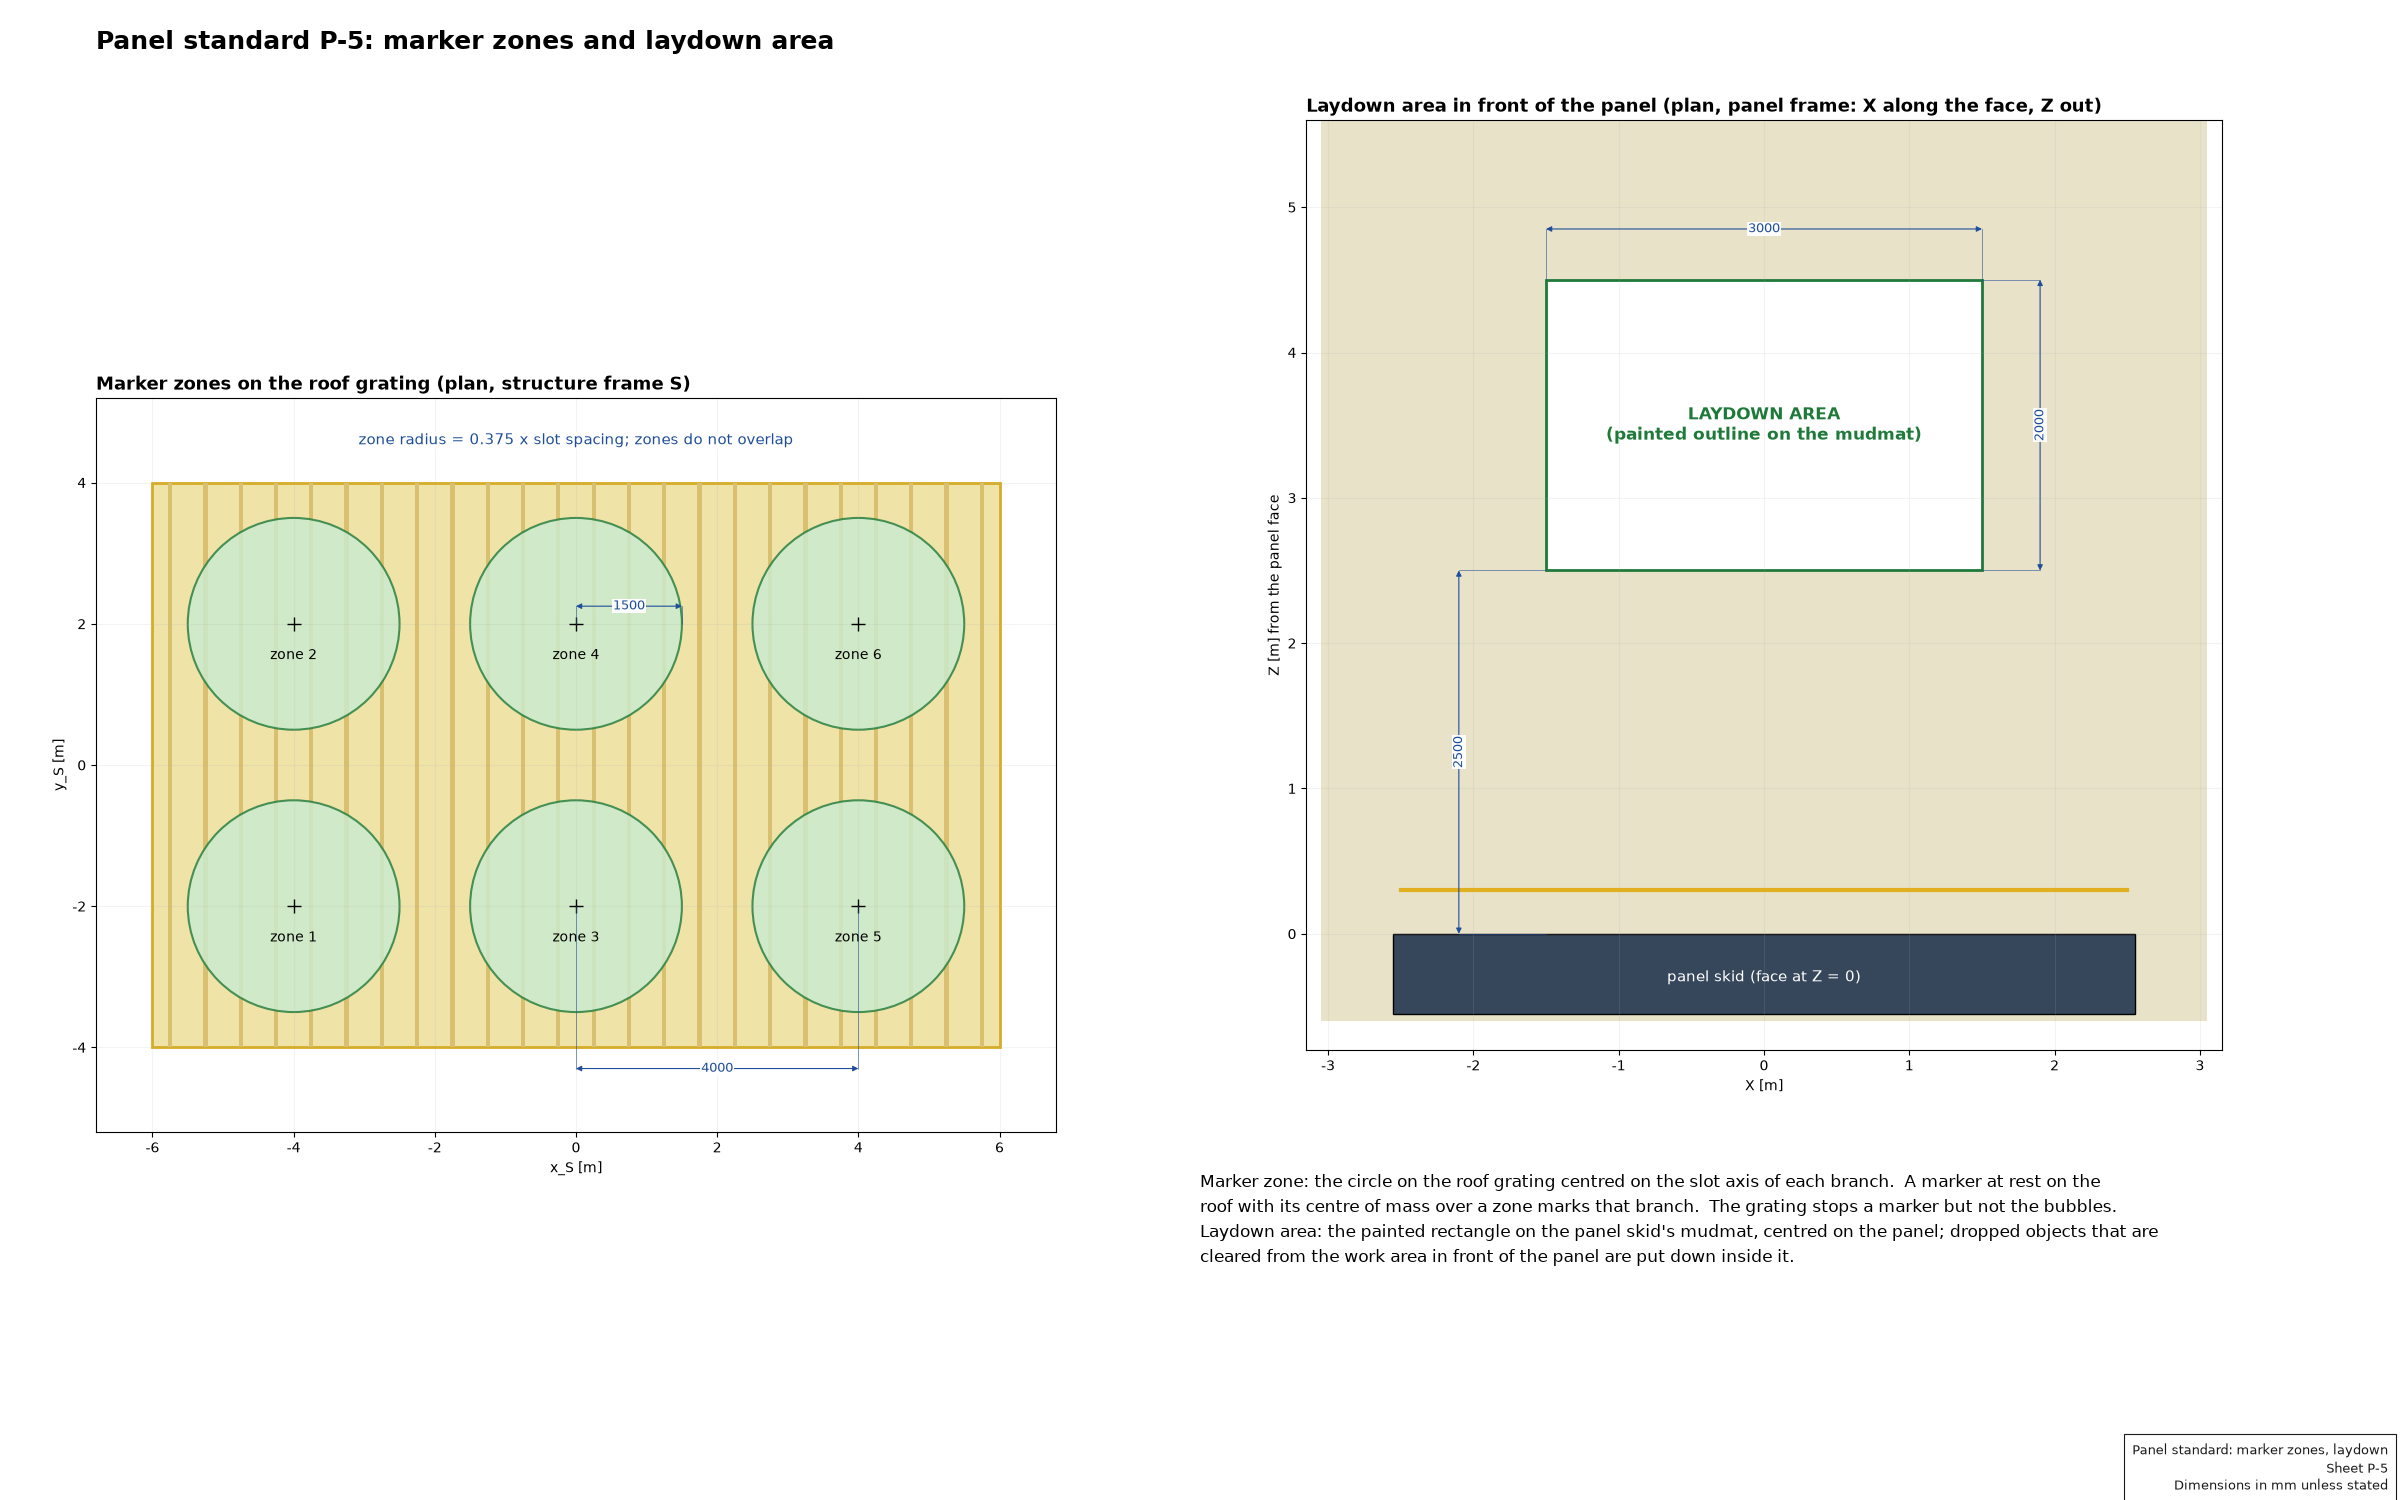 Panel standard P-5: marker zones and laydown area
Marker zones on the roof grating (plan, structure frame S)
zone radius = 0.375 x slot spacing; zones do not overlap
4
2
0
-2
-4
y_S [m]
1500
zone 2
zone 4
zone 6
zone 1
zone 3
zone 5
4000
-6
-4
-2
0
2
4
6
x_S [m]
Laydown area in front of the panel (plan, panel frame: X along the face, Z out)
5
4
3
2
1
0
Z [m] from the panel face
3000
LAYDOWN AREA
(painted outline on the mudmat)
2000
2500
panel skid (face at Z = 0)
-3
-2
-1
0
1
2
3
X [m]
Marker zone: the circle on the roof grating centred on the slot axis of each branch.  A marker at rest on the
roof with its centre of mass over a zone marks that branch.  The grating stops a marker but not the bubbles.
Laydown area: the painted rectangle on the panel skid's mudmat, centred on the panel; dropped objects that are
cleared from the work area in front of the panel are put down inside it.
Panel standard: marker zones, laydown
Sheet P-5
Dimensions in mm unless stated